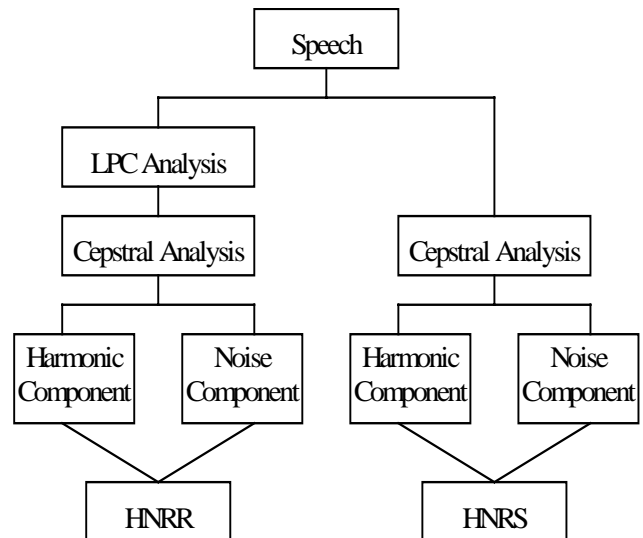 Speech
LPC Analysis
Cepstral Analysis
Cepstral Analysis
Harmonic
Component
Noise
Component
Harmonic
Component
Noise
Component
HNRR
HNRS